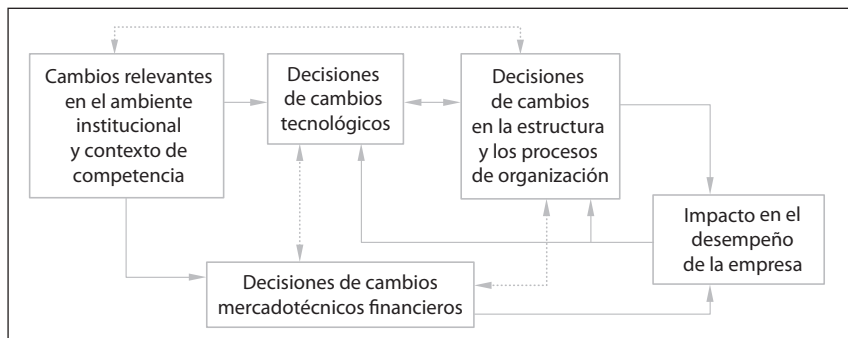 Cambios relevantes
en el ambiente
institucional
y contexto de
competencia
Decisiones
de cambios
tecnológicos
Decisiones
de cambios
en la estructura
y los procesos
de organización
Impacto en el
desempeño
de la empresa
Decisiones de cambios
mercadotécnicos financieros